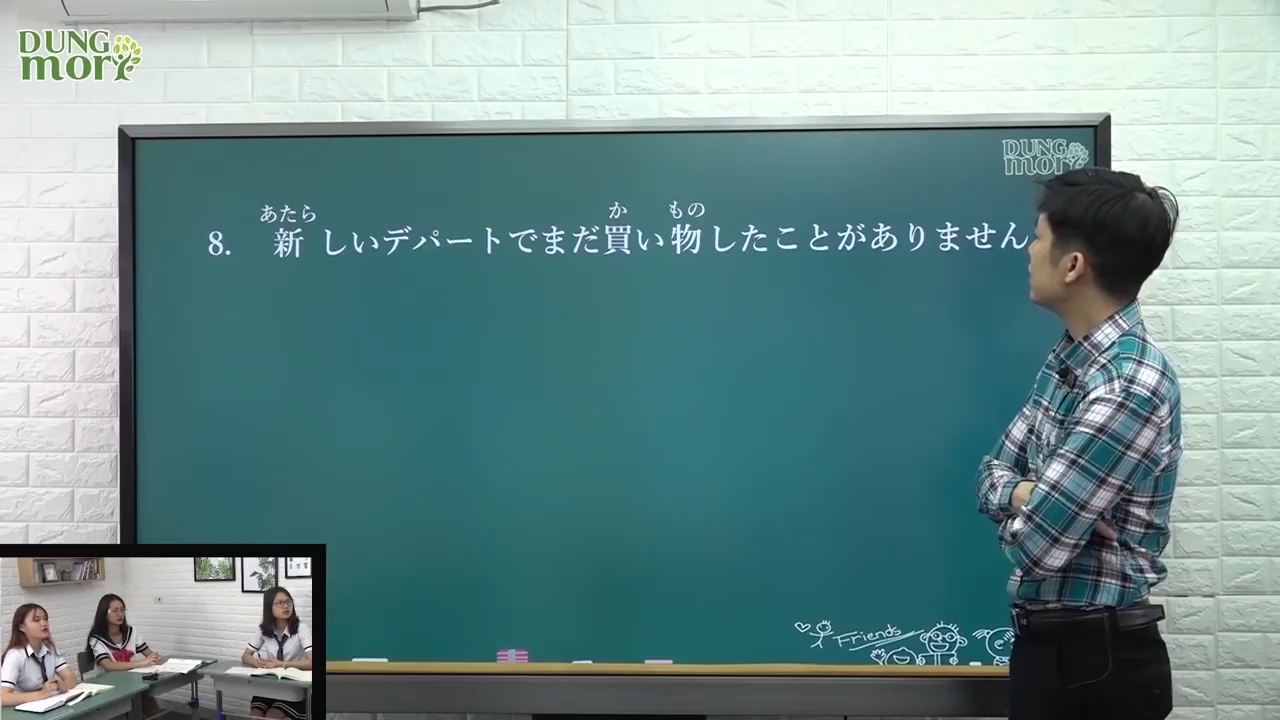 DUNG
mori
DUNG
mori
あたら か もの
8. 新しいデパートでまだ買い物したことがありません
Friends